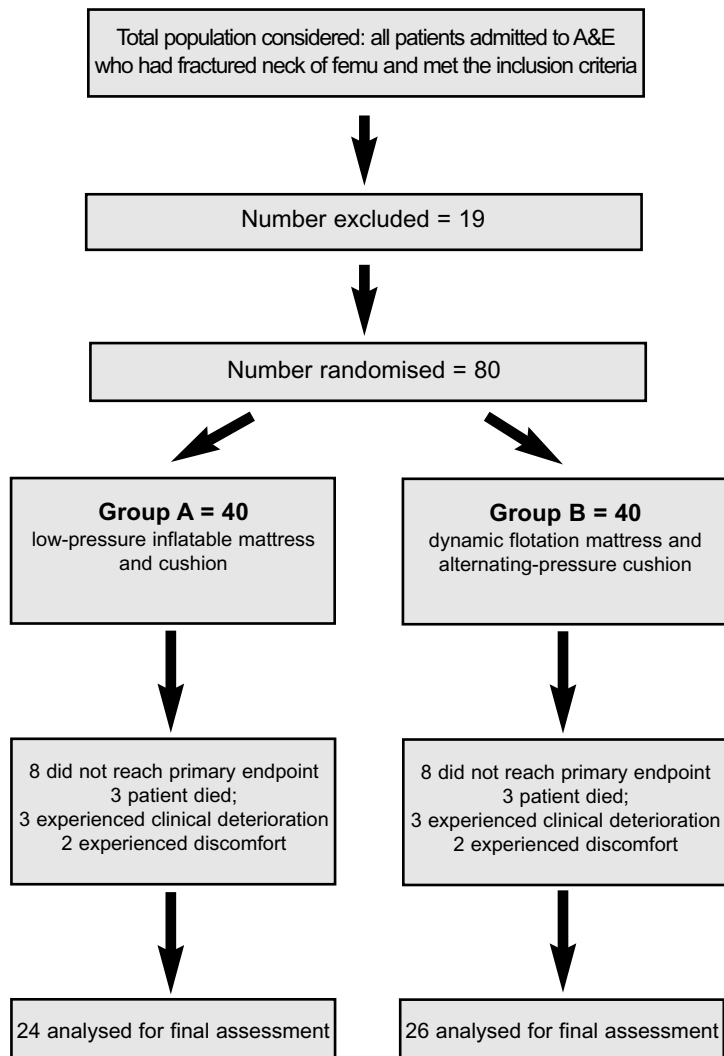 Total population considered: all patients admitted to A&E
who had fractured neck of femu and met the inclusion criteria
Number excluded = 19
Number randomised = 80
Group A = 40
low-pressure inflatable mattress
and cushion
Group B = 40
dynamic flotation mattress and
alternating-pressure cushion
8 did not reach primary endpoint
3 patient died;
3 experienced clinical deterioration
2 experienced discomfort
8 did not reach primary endpoint
3 patient died;
3 experienced clinical deterioration
2 experienced discomfort
24 analysed for final assessment
26 analysed for final assessment